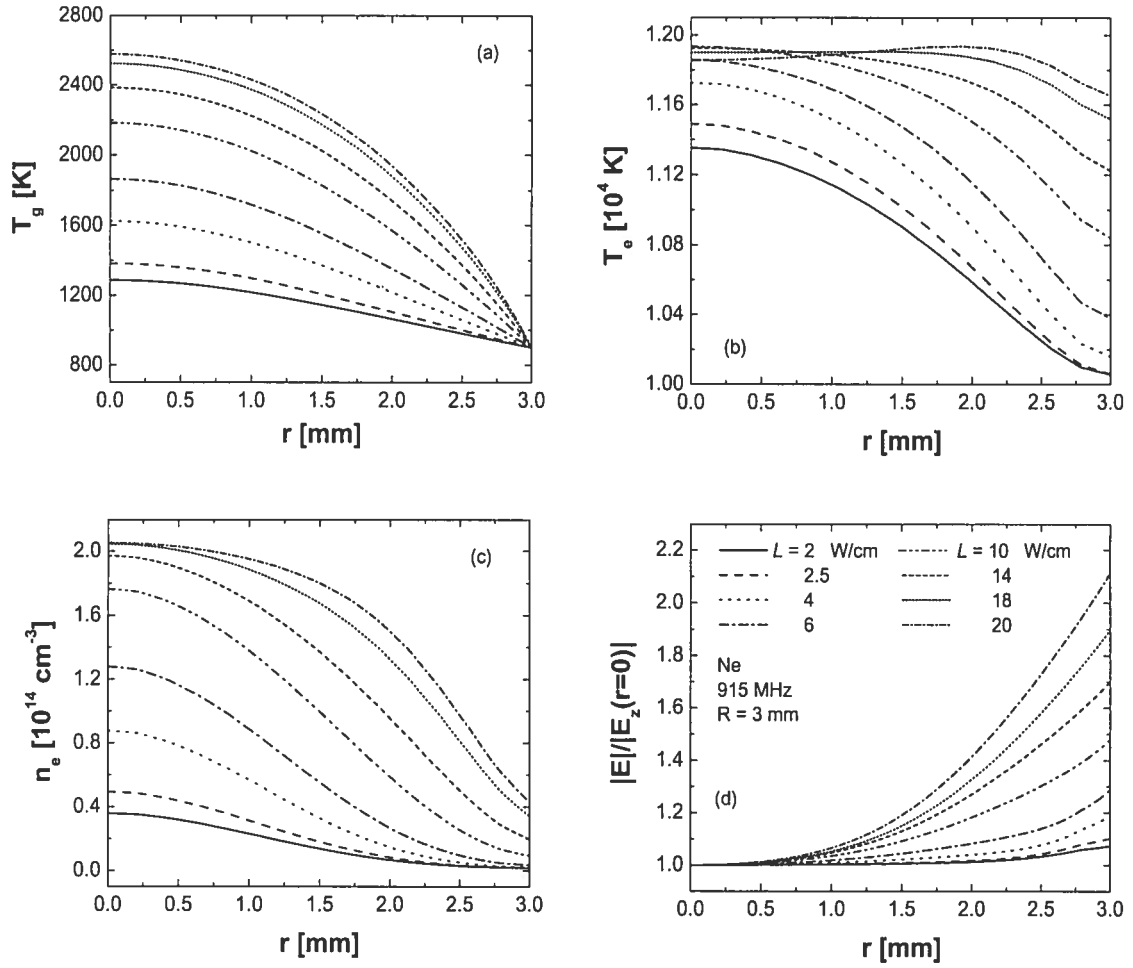 2800
2400
2000
1600
1200
800
T_g [K]
(a)
0.0 0.5 1.0 1.5 2.0 2.5 3.0
r [mm]
1.20
1.16
1.12
1.08
1.04
1.00
T_e [10^4 K]
(b)
0.0 0.5 1.0 1.5 2.0 2.5 3.0
r [mm]
2.0
1.6
1.2
0.8
0.4
0.0
n_e [10^14 cm^-3]
(c)
0.0 0.5 1.0 1.5 2.0 2.5 3.0
r [mm]
2.2
2.0
1.8
1.6
1.4
1.2
1.0
|E|/|E_z(r=0)|
L = 2 W/cm L = 10 W/cm
2.5 14
4 18
6 20
Ne
915 MHz
R = 3 mm
(d)
0.0 0.5 1.0 1.5 2.0 2.5 3.0
r [mm]